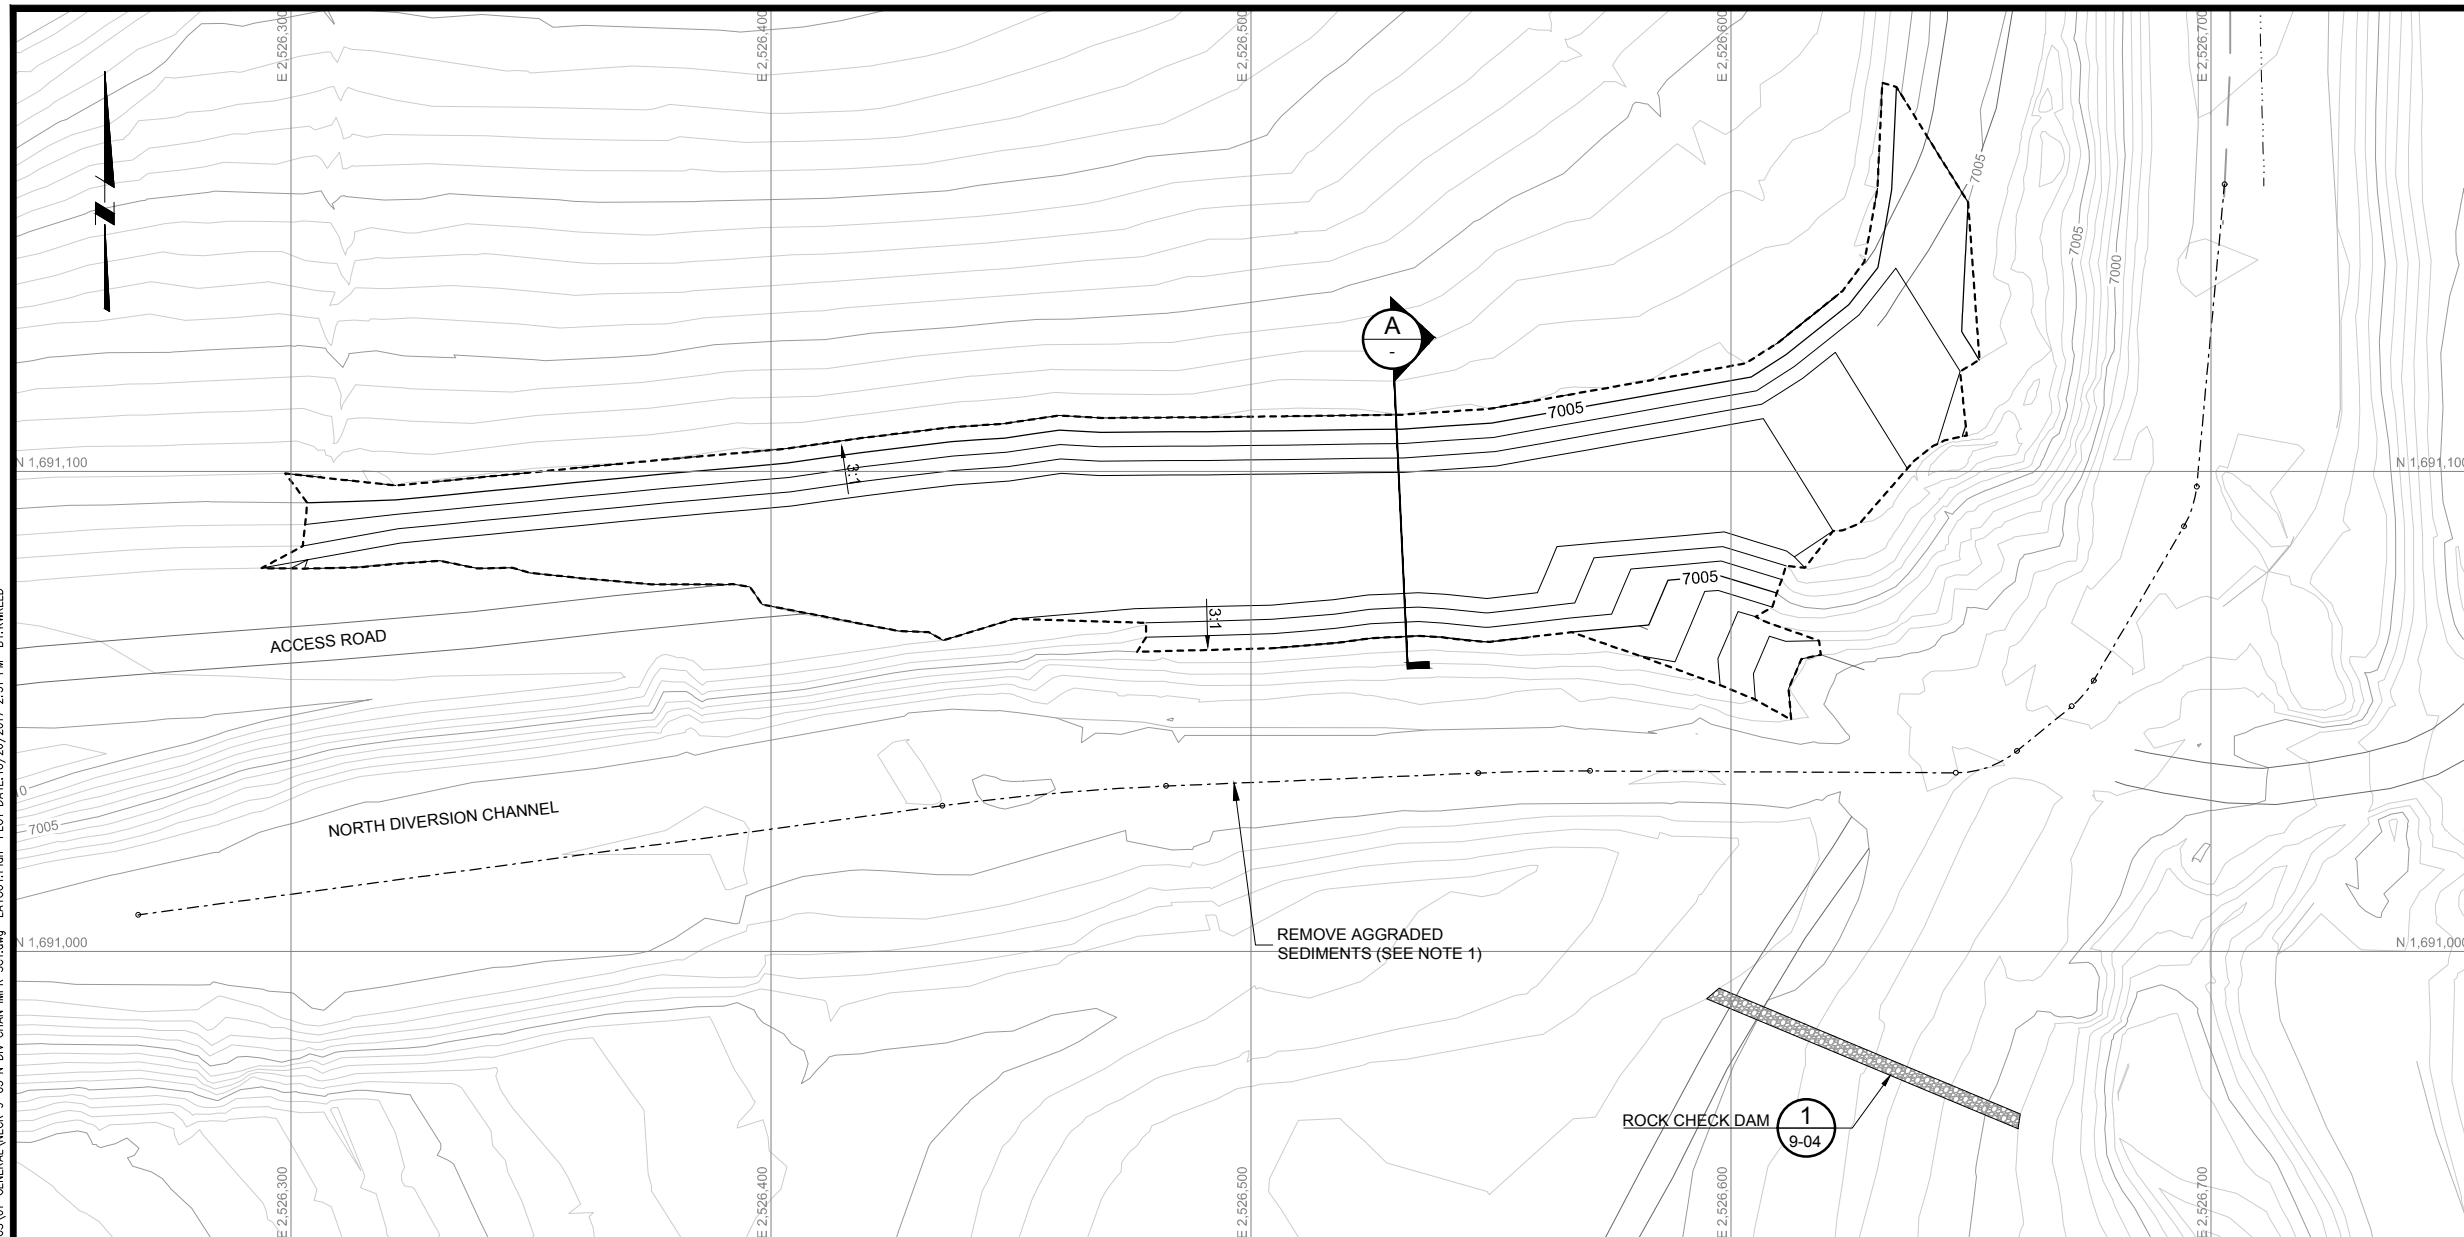 E 2,526,300
E 2,526,400
E 2,526,500
E 2,526,600
E 2,526,700
7005
7005
7000
A
-
7005
N 1,691,100
N 1,691,100
3:1
7005
3:1
ACCESS ROAD
7005
NORTH DIVERSION CHANNEL
REMOVE AGGRADED
SEDIMENTS (SEE NOTE 1)
N 1,691,000
N 1,691,000
ROCK CHECK DAM
1
9-04
E 2,526,300
E 2,526,400
E 2,526,500
E 2,526,600
E 2,526,700